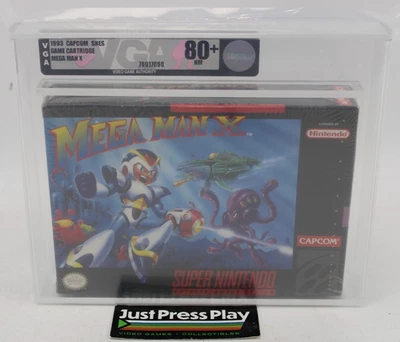 VGA
1993 CAPCOM SNES
GAME CARTRIDGE
MEGA MAN X
VGA
80+
NM
VIDEO GAME AUTHORITY
MEGA MAN X
Nintendo
CAPCOM
SUPER NINTENDO
JUST PRESS PLAY
VIDEO GAMES • COLLECTIBLES